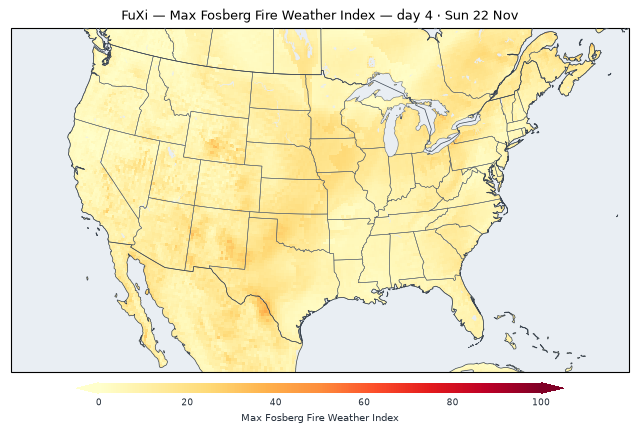 FuXi — Max Fosberg Fire Weather Index — day 4 · Sun 22 Nov
0 20 40 60 80 100
Max Fosberg Fire Weather Index